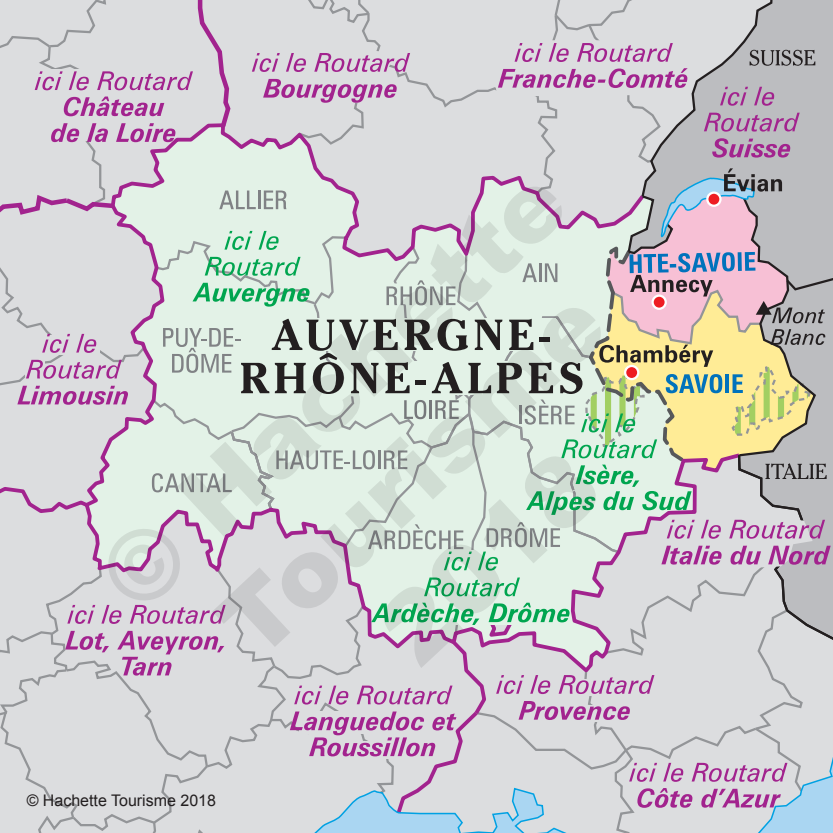 SUISSE
ici le Routard
Château
de la Loire
ici le Routard
Bourgogne
ici le Routard
Franche-Comté
ici le
Routard
Suisse
Évian
ALLIER
ici le
Routard
Auvergne
RHÔNE
AIN
HTE-SAVOIE
Annecy
Mont
Blanc
PUY-DE-
DÔME
AUVERGNE-
RHÔNE-ALPES
Chambéry
SAVOIE
ici le
Routard
Limousin
LOIRE
ISÈRE
ici le
Routard
Isère,
Alpes du Sud
HAUTE-LOIRE
CANTAL
ITALIE
ARDÈCHE
DRÔME
ici le
Routard
Ardèche, Drôme
ici le Routard
Italie du Nord
ici le Routard
Lot, Aveyron,
Tarn
ici le Routard
Languedoc et
Roussillon
ici le Routard
Provence
ici le Routard
Côte d'Azur
© Hachette Tourisme 2018
© Hachette
Tourisme
2018